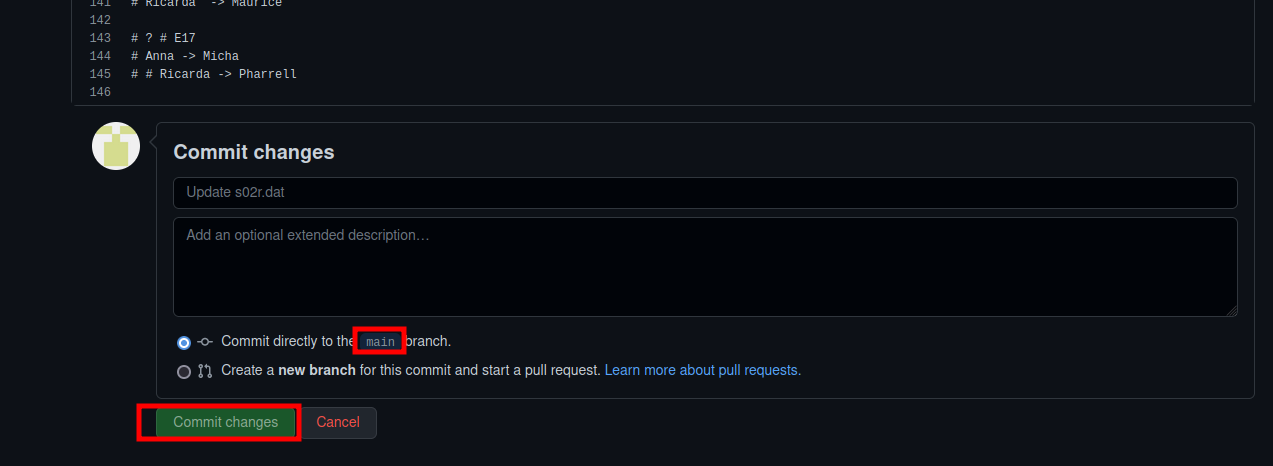 141 # Ricarda -> Maurice
142
143 # ? # E17
144 # Anna -> Micha
145 # # Ricarda -> Pharrell
146
Commit changes
Update s02r.dat
Add an optional extended description…
Commit directly to the main branch.
Create a new branch for this commit and start a pull request. Learn more about pull requests.
Commit changes Cancel